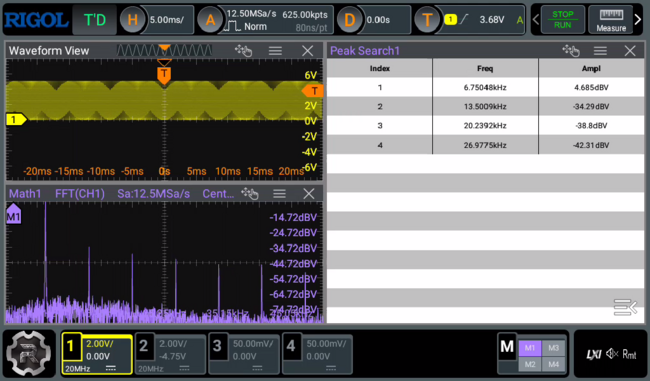 RIGOL T'D H 5.00ms/ A 12.50MSa/s 625.00kpts D 0.00s T 1 3.68V A STOP
Norm 80ns/pt RUN Measure
Waveform View T
Peak Search1
Index Freq Ampl
1 6.75048kHz 4.685dBV
2 13.5009kHz -34.29dBV
3 20.2392kHz -38.8dBV
4 26.9775kHz -42.31dBV
T
6V
T
2V
1 0V
-2V
-4V
-6V
-20ms -15ms -10ms -5ms 0s 5ms 10ms 15ms 20ms
Math1 FFT(CH1) Sa:12.5MSa/s Cent...
M1
-14.72dBV
-24.72dBV
-34.72dBV
-44.72dBV
-54.72dBV
-64.72dBV
1 2.00V/ 0.00V 20MHz
2 2.00V/ -4.75V 20MHz
3 50.00mV/ 0.00V
4 50.00mV/ 0.00V
M M1 M3 M2 M4
LXI Rmt